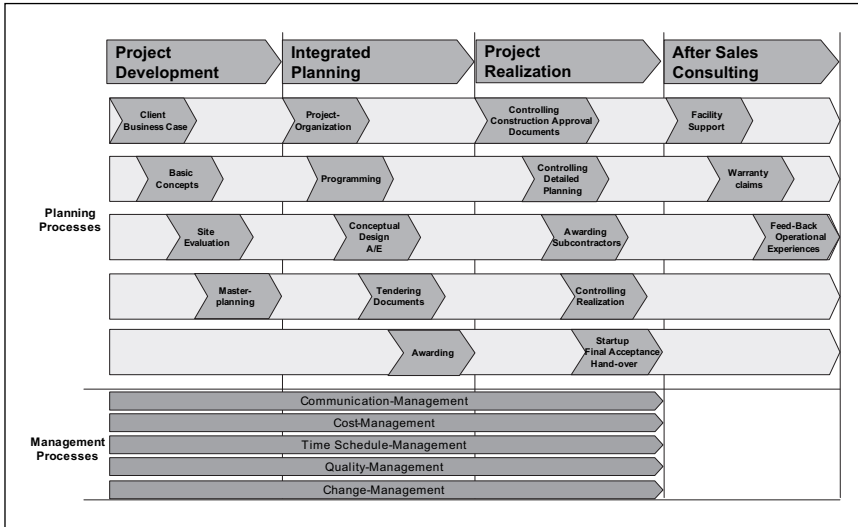 Project
Development
Integrated
Planning
Project
Realization
After Sales
Consulting
Client
Business Case
Project-
Organization
Controlling
Construction Approval
Documents
Facility
Support
Basic
Concepts
Programming
Controlling
Detailed
Planning
Warranty
claims
Planning
Processes
Site
Evaluation
Conceptual
Design
A/E
Awarding
Subcontractors
Feed-Back
Operational
Experiences
Master-
planning
Tendering
Documents
Controlling
Realization
Awarding
Startup
Final Acceptance
Hand-over
Management
Processes
Communication-Management
Cost-Management
Time Schedule-Management
Quality-Management
Change-Management